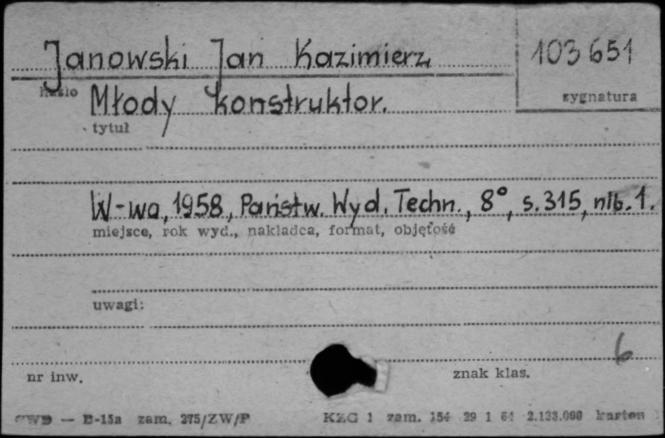 Janowski Jan Kazimierz 103651
hasło sygnatura
Młody konstruktor.
tytuł
W-wa, 1958, Państw. Wyd. Techn., 8°, s. 315, nlb. 1.
miejsce, rok wyd., nakładca, format, objętość
uwagi:
6
nr inw. znak klas.
CWD — B-15a zam. 275/ZW/P KZG 1 zam. 154 29 1 61 2.133.000 karton